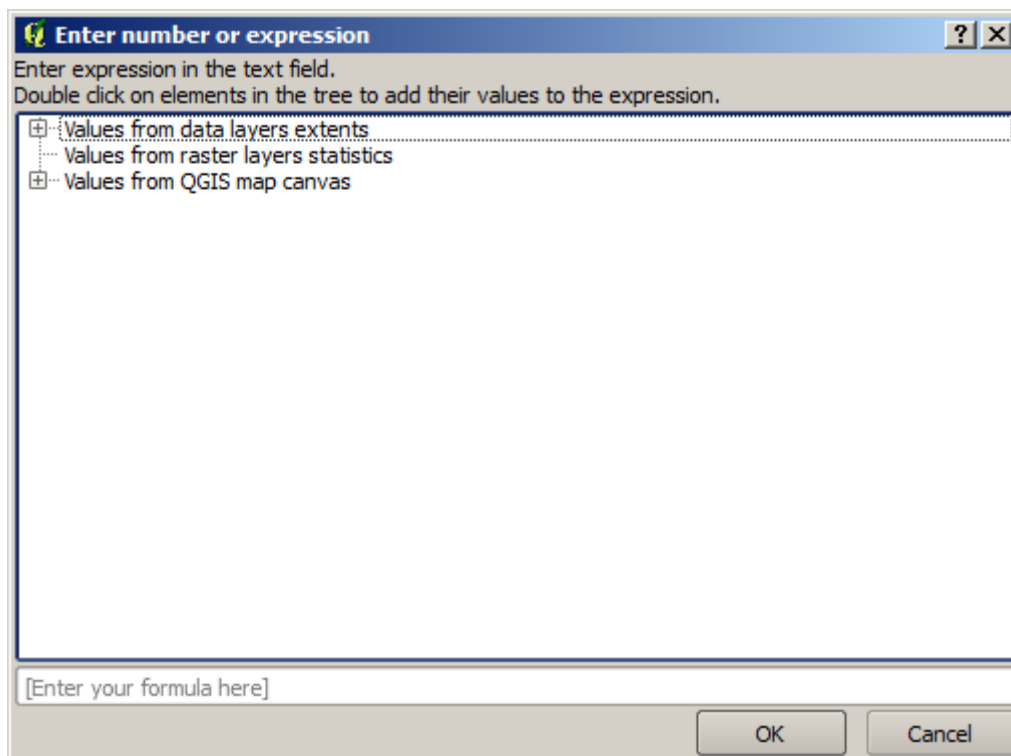 Enter number or expression
Enter expression in the text field.
Double click on elements in the tree to add their values to the expression.
Values from data layers extents
Values from raster layers statistics
Values from QGIS map canvas
[Enter your formula here]
OK Cancel